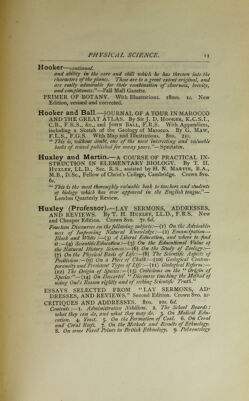 PHYSICAL SCIENCE. 13
Hooker—continued.
and ability in the care and skill which he has thrown into the
characters of the plants. These are to a great extent original, and
are really admirable for their combination of clearness, brevity,
and completeness."—Pall Mall Gazette.
PRIMER OF BOTANY. With Illustrations. 18mo. 1s. New
Edition, revised and corrected.
Hooker and Ball.—JOURNAL OF A TOUR IN MAROCCO
AND THE GREAT ATLAS. By Sir J. D. HOOKER, K.C.S.I.,
C.B., F.R.S., &c., and JOHN BALL, F.R.S. With Appendices,
including a Sketch of the Geology of Marocco. By G. MAW,
F.L.S., F.G.S. With Map and Illustrations. 8vo. 21s.
"This is, without doubt, one of the most interesting and valuable
books of travel published for many years."—Spectator.
Huxley and Martin.—A COURSE OF PRACTICAL IN-
STRUCTION IN ELEMENTARY BIOLOGY. By T. H.
HUXLEY, LL.D., Sec. R.S., assisted by H. N. MARTIN, B.A.,
M.B., D.Sc., Fellow of Christ's College, Cambridge. Crown 8vo.
6s.
"This is the most thoroughly valuable book to teachers and students
of biology which has ever appeared in the English tongue."—
London Quarterly Review.
Huxley (Professor).—LAY SERMONS, ADDRESSES,
AND REVIEWS. By T. H. HUXLEY, LL.D., F.R.S. New
and Cheaper Edition. Crown 8vo. 7s. 6d.
Fourteen Discourses on the following subjects:—(1) On the Advisable-
ness of Improving Natural Knowledge:—(2) Emancipation—
Black and White:—(3) A Liberal Education, and where to find
it:—(4) Scientific Education:—(5) On the Educational Value of
the Natural History Sciences:—(6) On the Study of Zoology:—
(7) On the Physical Basis of Life:—(8) The Scientific Aspects of
Positivism:—(9) On a Piece of Chalk:—(10) Geological Contem-
poraneity and Persistent Types of Life:—(11) Geological Reform:—
(12) The Origin of Species:—(13) Criticisms on the "Origin of
Species:"—(14) On Descartes' "Discourse touching the Method of
using One's Reason rightly and of seeking Scientific Truth."
ESSAYS SELECTED FROM "LAY SERMONS, AD-
DRESSES, AND REVIEWS." Second Edition. Crown 8vo. 1s.
CRITIQUES AND ADDRESSES. 8vo. 10s. 6d.
Contents:—1. Administrative Nihilism. 2. The School Boards:
what they can do, and what they may do. 3. On Medical Edu-
cation. 4. Yeast. 5. On the Formation of Coal. 6. On Coral
and Coral Reefs. 7. On the Methods and Results of Ethnology.
8. On some Fixed Points in British Ethnology. 9. Palæontology